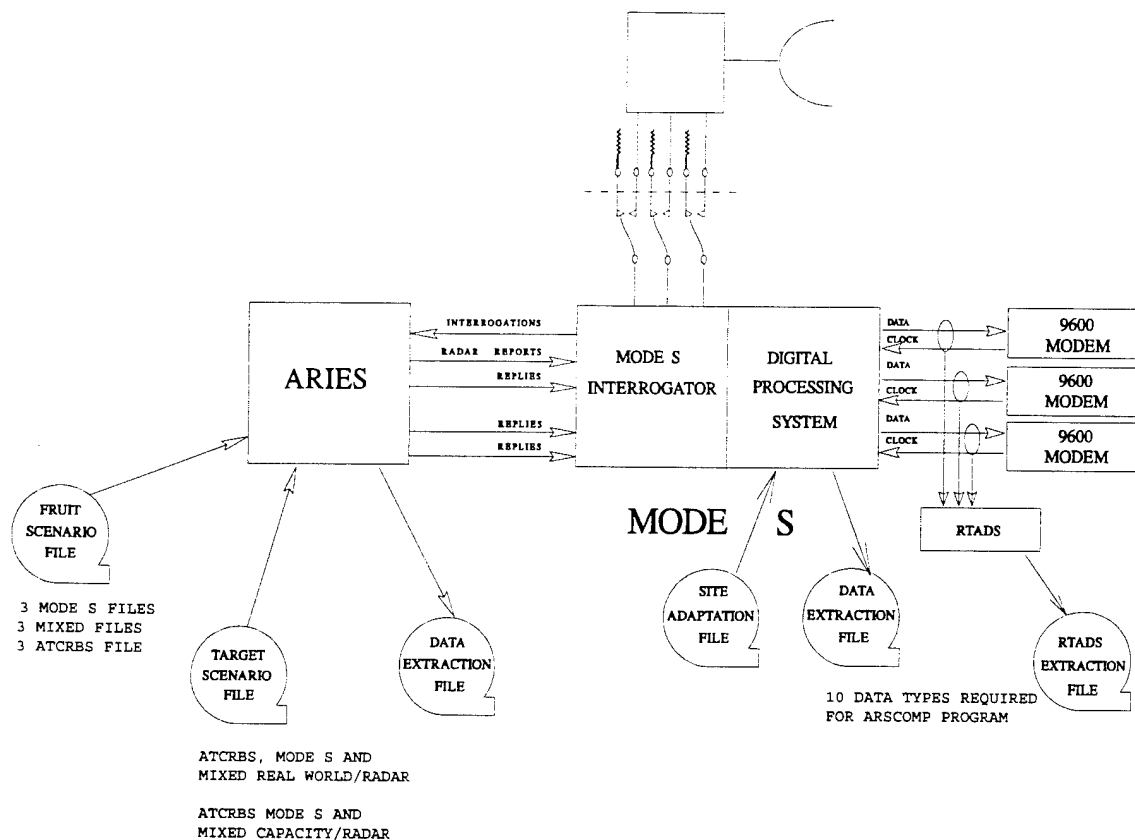 INTERROGATIONS
RADAR REPORTS
REPLIES
REPLIES
REPLIES
ARIES
MODE S
INTERROGATOR
DIGITAL
PROCESSING
SYSTEM
DATA
CLOCK
DATA
CLOCK
DATA
CLOCK
9600
MODEM
9600
MODEM
9600
MODEM
MODE S
RTADS
FRUIT
SCENARIO
FILE
3 MODE S FILES
3 MIXED FILES
3 ATCRBS FILE
TARGET
SCENARIO
FILE
DATA
EXTRACTION
FILE
SITE
ADAPTATION
FILE
DATA
EXTRACTION
FILE
RTADS
EXTRACTION
FILE
10 DATA TYPES REQUIRED
FOR ARSCOMP PROGRAM
ATCRBS, MODE S AND
MIXED REAL WORLD/RADAR
ATCRBS MODE S AND
MIXED CAPACITY/RADAR